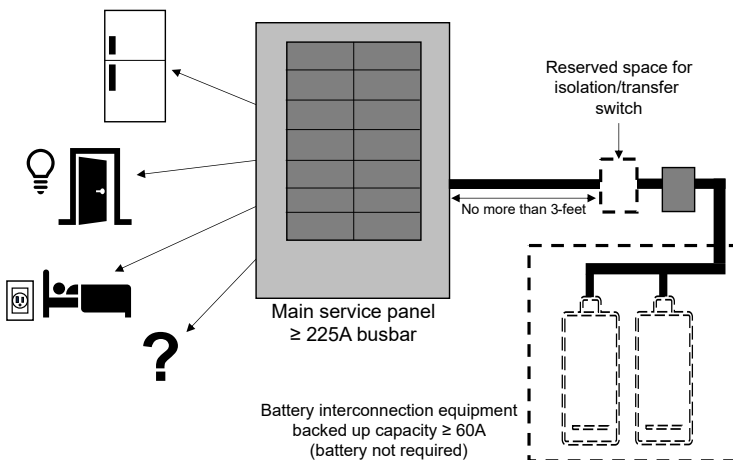 Reserved space for
isolation/transfer
switch
No more than 3-feet
Main service panel
≥ 225A busbar
?
Battery interconnection equipment
backed up capacity ≥ 60A
(battery not required)